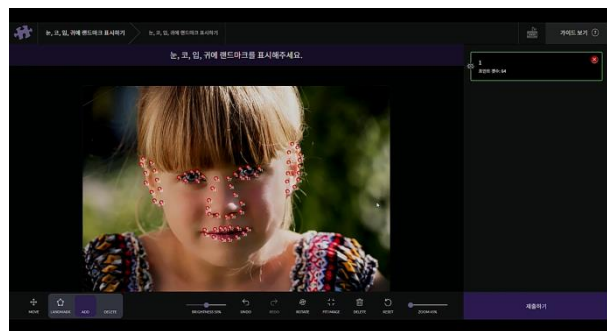 눈, 코, 입, 귀에 랜드마크 표시하기
눈, 코, 입, 귀에 랜드마크 표시하기
가이드 보기 ?
눈, 코, 입, 귀에 랜드마크를 표시해주세요.
1
MOVE
LANDMARK
ADD
DELETE
BRIGHTNESS 50%
UNDO
REDO
ROTATE
FIT IMAGE
DELETE
RESET
제출하기